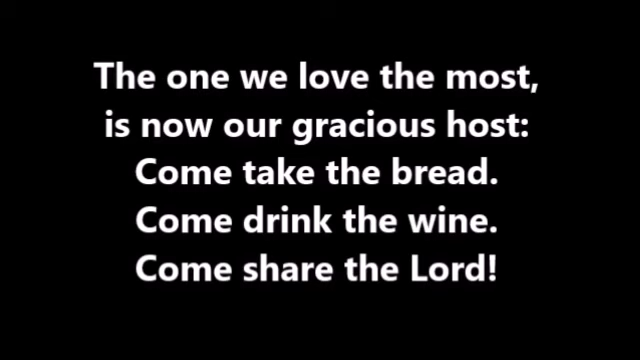 The one we love the most,
is now our gracious host:
Come take the bread.
Come drink the wine.
Come share the Lord!